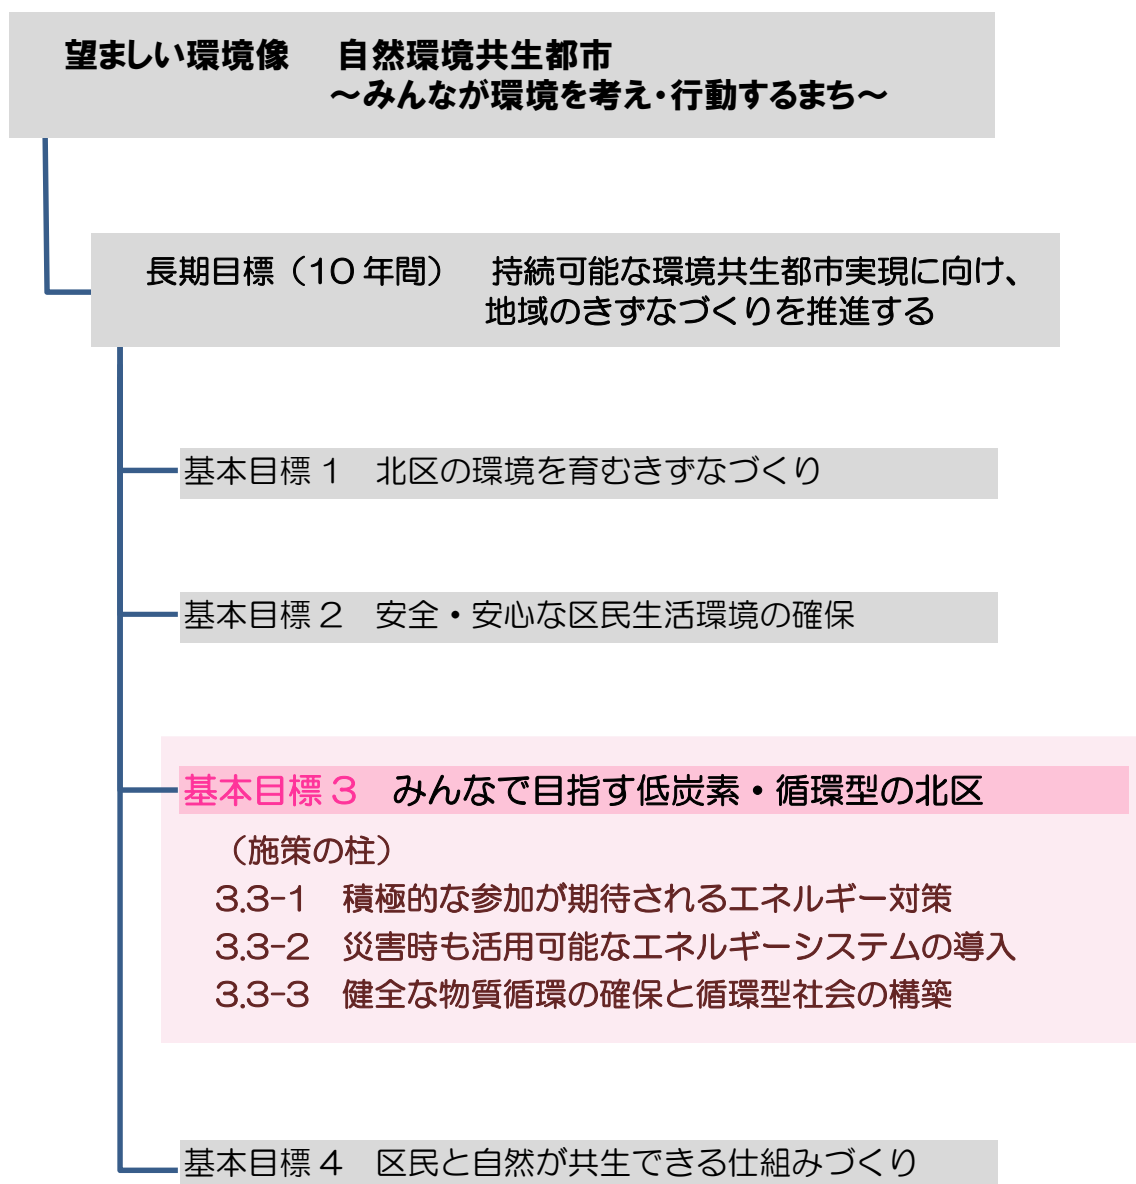 望ましい環境像　自然環境共生都市
～みんなが環境を考え・行動するまち～
長期目標（10年間）　持続可能な環境共生都市実現に向け、
地域のきずなづくりを推進する
基本目標1　北区の環境を育むきずなづくり
基本目標2　安全・安心な区民生活環境の確保
基本目標3　みんなで目指す低炭素・循環型の北区
（施策の柱）
3.3-1　積極的な参加が期待されるエネルギー対策
3.3-2　災害時も活用可能なエネルギーシステムの導入
3.3-3　健全な物質循環の確保と循環型社会の構築
基本目標4　区民と自然が共生できる仕組みづくり